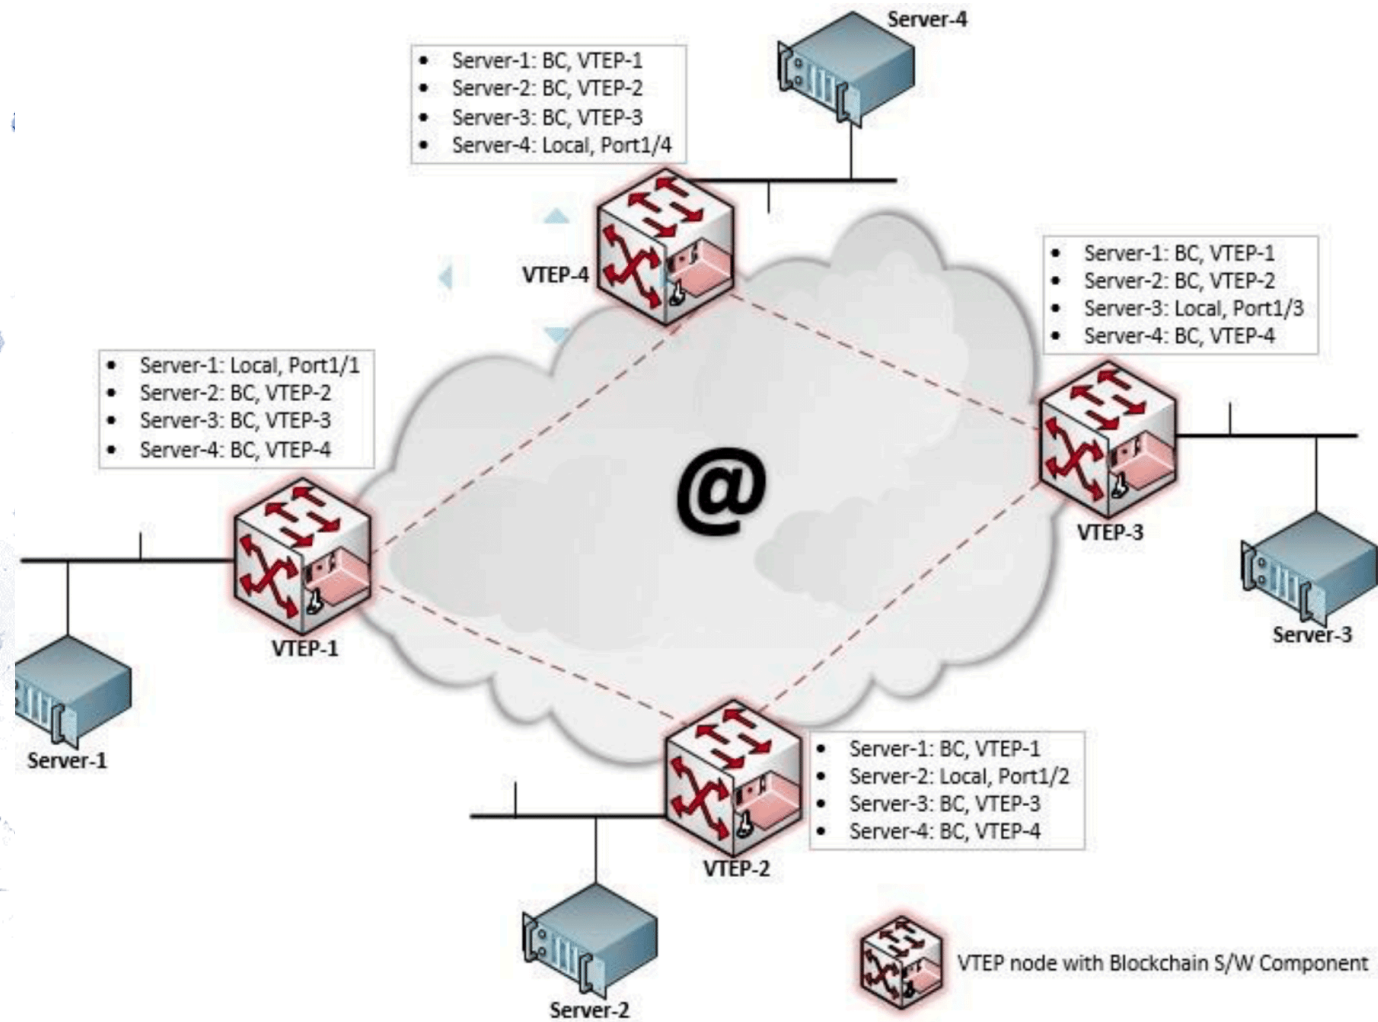 Server-4
• Server-1: BC, VTEP-1
• Server-2: BC, VTEP-2
• Server-3: BC, VTEP-3
• Server-4: Local, Port1/4
VTEP-4
• Server-1: BC, VTEP-1
• Server-2: BC, VTEP-2
• Server-3: Local, Port1/3
• Server-4: BC, VTEP-4
• Server-1: Local, Port1/1
• Server-2: BC, VTEP-2
• Server-3: BC, VTEP-3
• Server-4: BC, VTEP-4
@
VTEP-3
VTEP-1
Server-3
Server-1
• Server-1: BC, VTEP-1
• Server-2: Local, Port1/2
• Server-3: BC, VTEP-3
• Server-4: BC, VTEP-4
VTEP-2
Server-2
VTEP node with Blockchain S/W Component